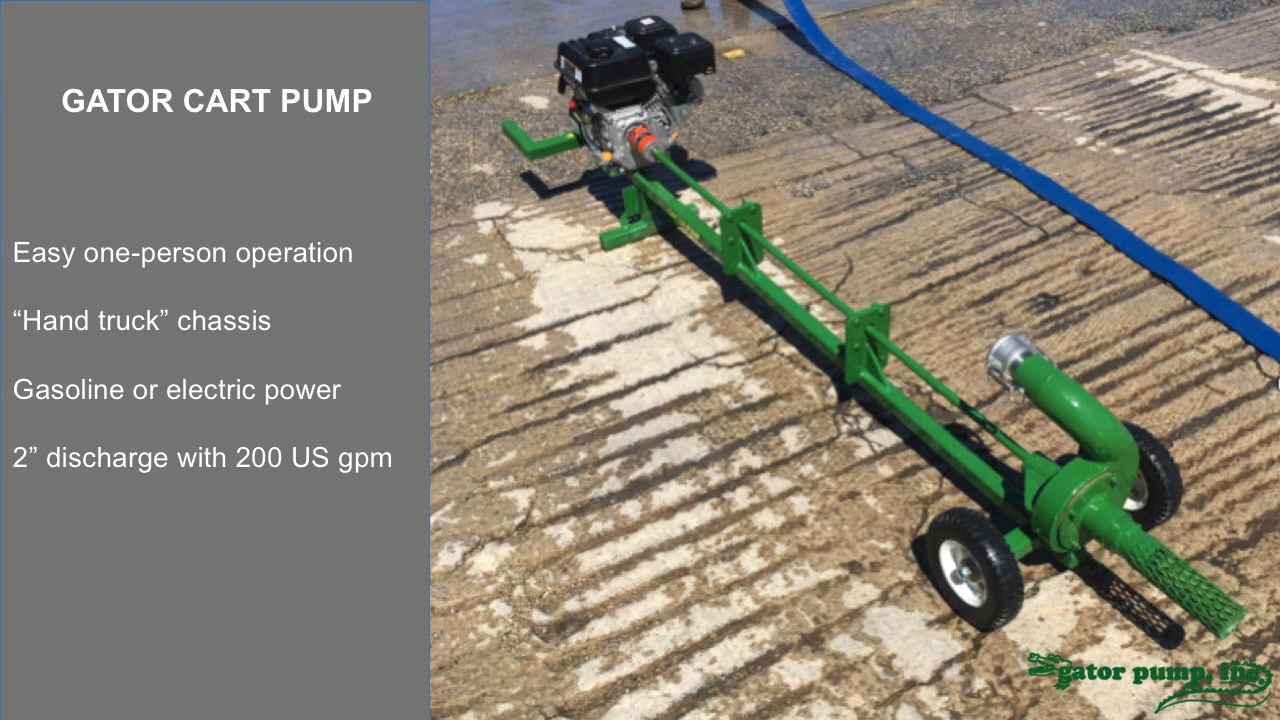 GATOR CART PUMP
Easy one-person operation
“Hand truck” chassis
Gasoline or electric power
2” discharge with 200 US gpm
gator pump, inc.